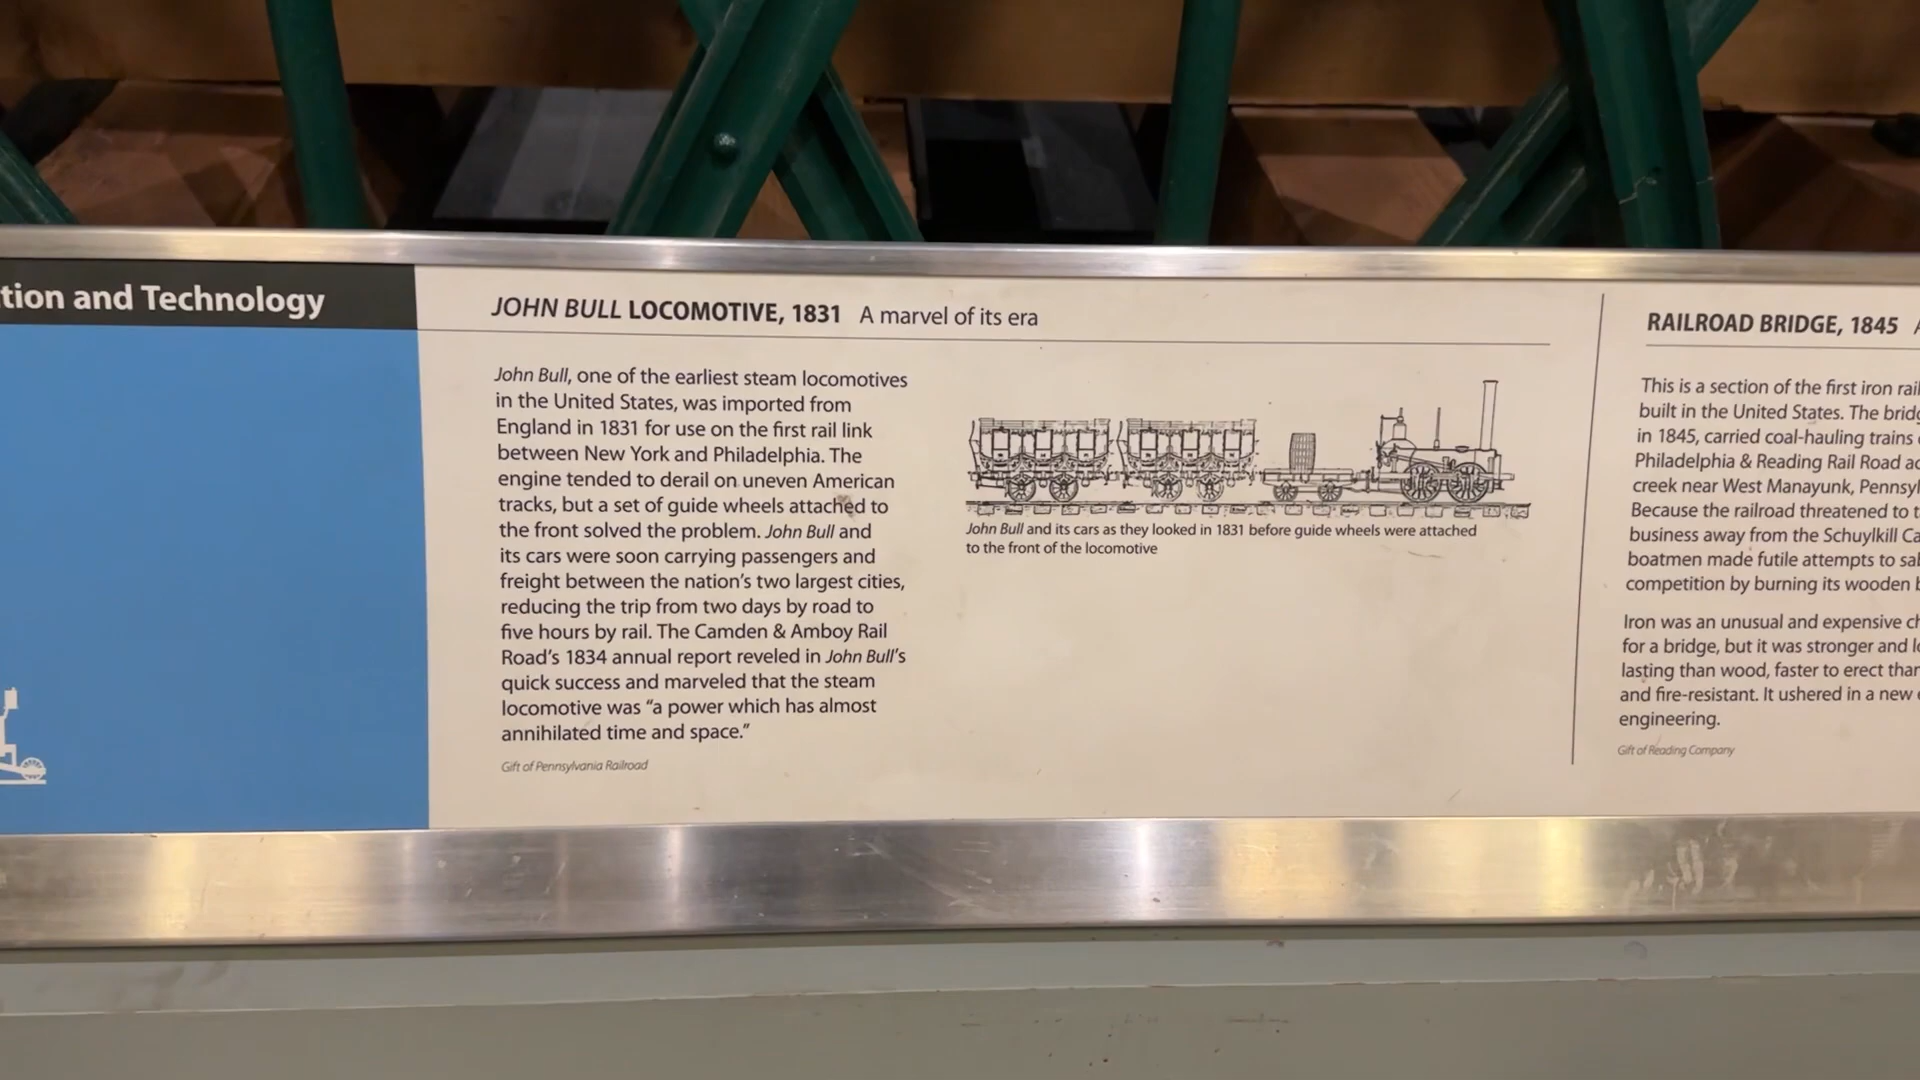 tion and Technology
JOHN BULL LOCOMOTIVE, 1831 A marvel of its era
John Bull, one of the earliest steam locomotives
in the United States, was imported from
England in 1831 for use on the first rail link
between New York and Philadelphia. The
engine tended to derail on uneven American
tracks, but a set of guide wheels attached to
the front solved the problem. John Bull and
its cars were soon carrying passengers and
freight between the nation's two largest cities,
reducing the trip from two days by road to
five hours by rail. The Camden & Amboy Rail
Road's 1834 annual report reveled in John Bull's
quick success and marveled that the steam
locomotive was "a power which has almost
annihilated time and space."
Gift of Pennsylvania Railroad
John Bull and its cars as they looked in 1831 before guide wheels were attached
to the front of the locomotive
RAILROAD BRIDGE, 1845
This is a section of the first iron rail
built in the United States. The bridg
in 1845, carried coal-hauling trains
Philadelphia & Reading Rail Road ac
creek near West Manayunk, Pennsyl
Because the railroad threatened to t
business away from the Schuylkill Ca
boatmen made futile attempts to sab
competition by burning its wooden b
Iron was an unusual and expensive ch
for a bridge, but it was stronger and lo
lasting than wood, faster to erect than
and fire-resistant. It ushered in a new
engineering.
Gift of Reading Company